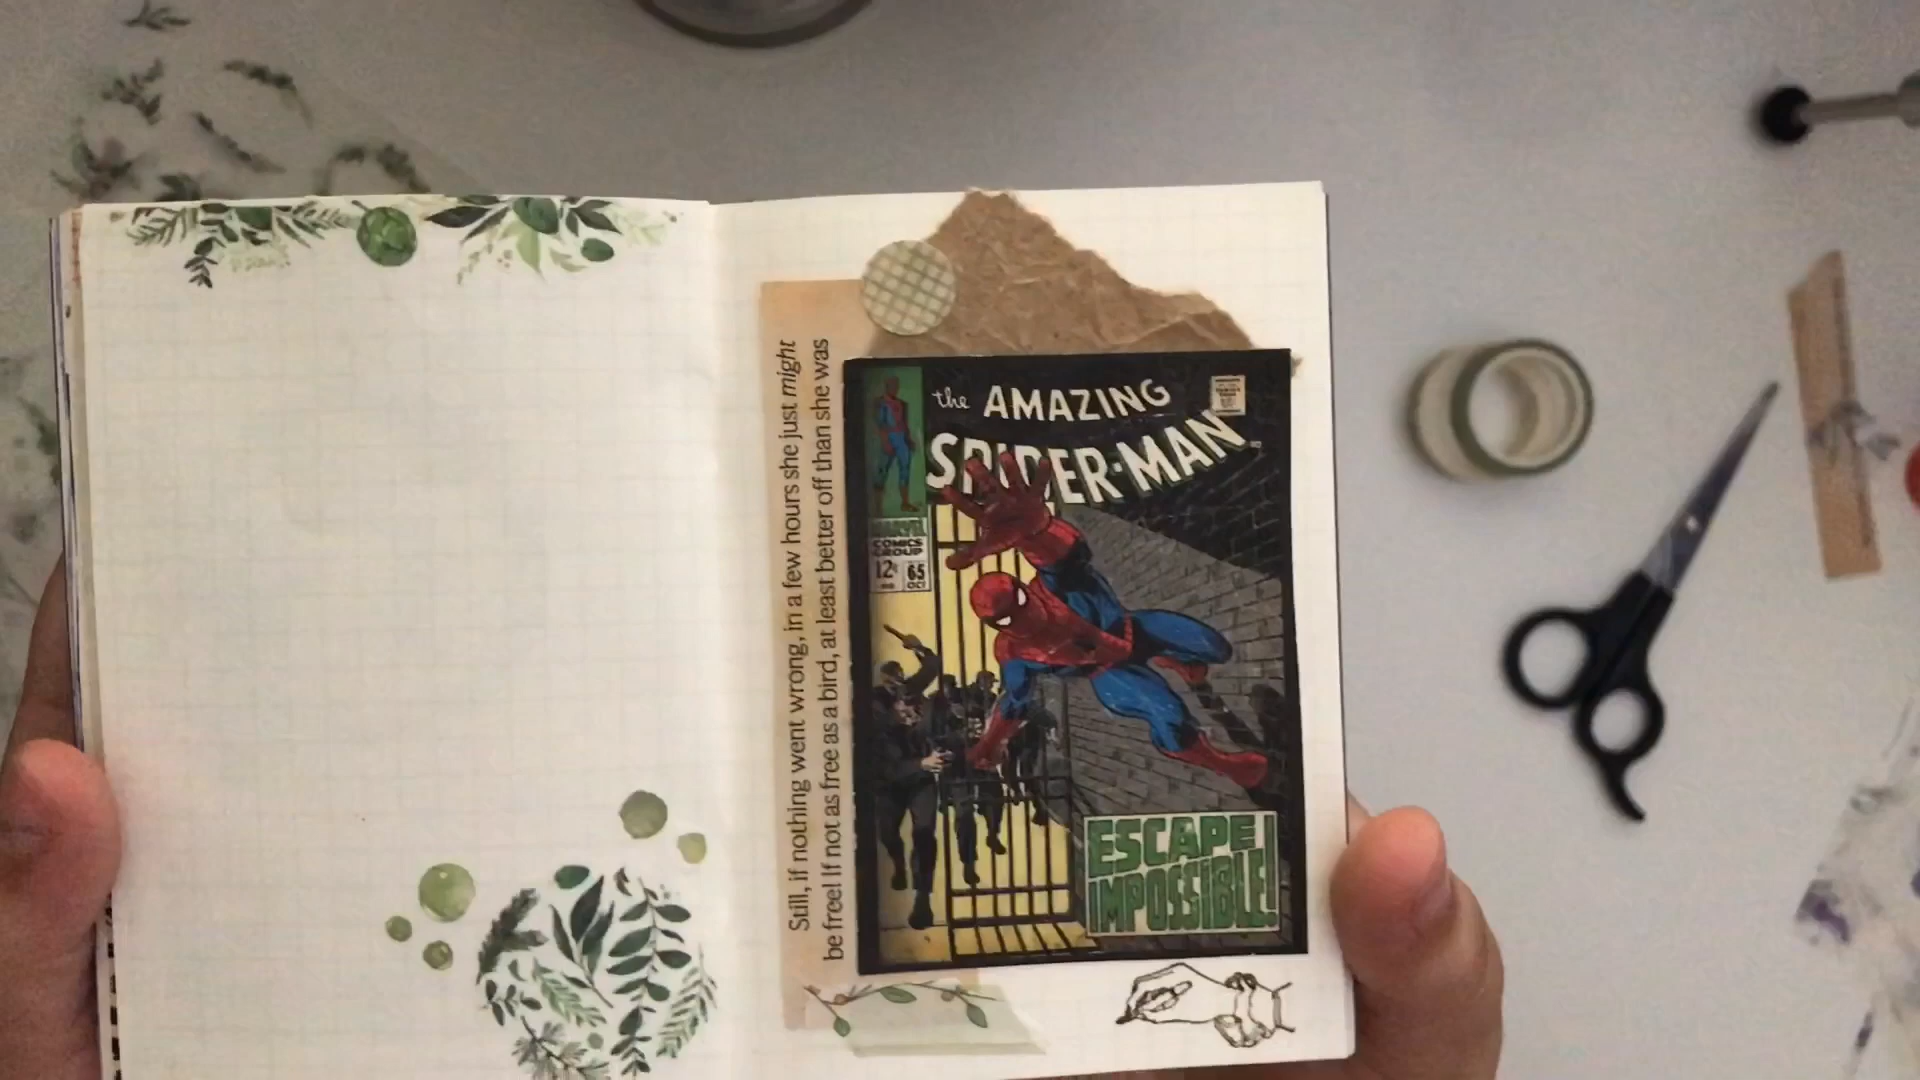 Still, if nothing went wrong, in a few hours she just might
be free! If not as free as a bird, at least better off than she was
the AMAZING
SPIDER-MAN
MARVEL
COMICS
GROUP
12¢ 65
OCT
ESCAPE
IMPOSSIBLE!